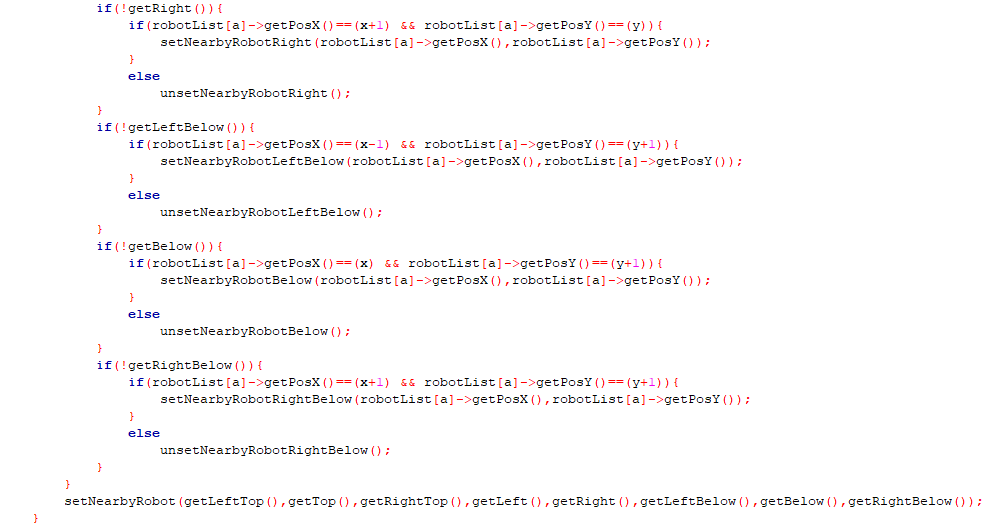 if(!getRight()){
if(robotList[a]->getPosX()==(x+1) && robotList[a]->getPosY()==(y)){
setNearbyRobotRight(robotList[a]->getPosX(),robotList[a]->getPosY());
}
else
unsetNearbyRobotRight();
}
if(!getLeftBelow()){
if(robotList[a]->getPosX()==(x-1) && robotList[a]->getPosY()==(y+1)){
setNearbyRobotLeftBelow(robotList[a]->getPosX(),robotList[a]->getPosY());
}
else
unsetNearbyRobotLeftBelow();
}
if(!getBelow()){
if(robotList[a]->getPosX()==(x) && robotList[a]->getPosY()==(y+1)){
setNearbyRobotBelow(robotList[a]->getPosX(),robotList[a]->getPosY());
}
else
unsetNearbyRobotBelow();
}
if(!getRightBelow()){
if(robotList[a]->getPosX()==(x+1) && robotList[a]->getPosY()==(y+1)){
setNearbyRobotRightBelow(robotList[a]->getPosX(),robotList[a]->getPosY());
}
else
unsetNearbyRobotRightBelow();
}
}
setNearbyRobot(getLeftTop(),getTop(),getRightTop(),getLeft(),getRight(),getLeftBelow(),getBelow(),getRightBelow());
}